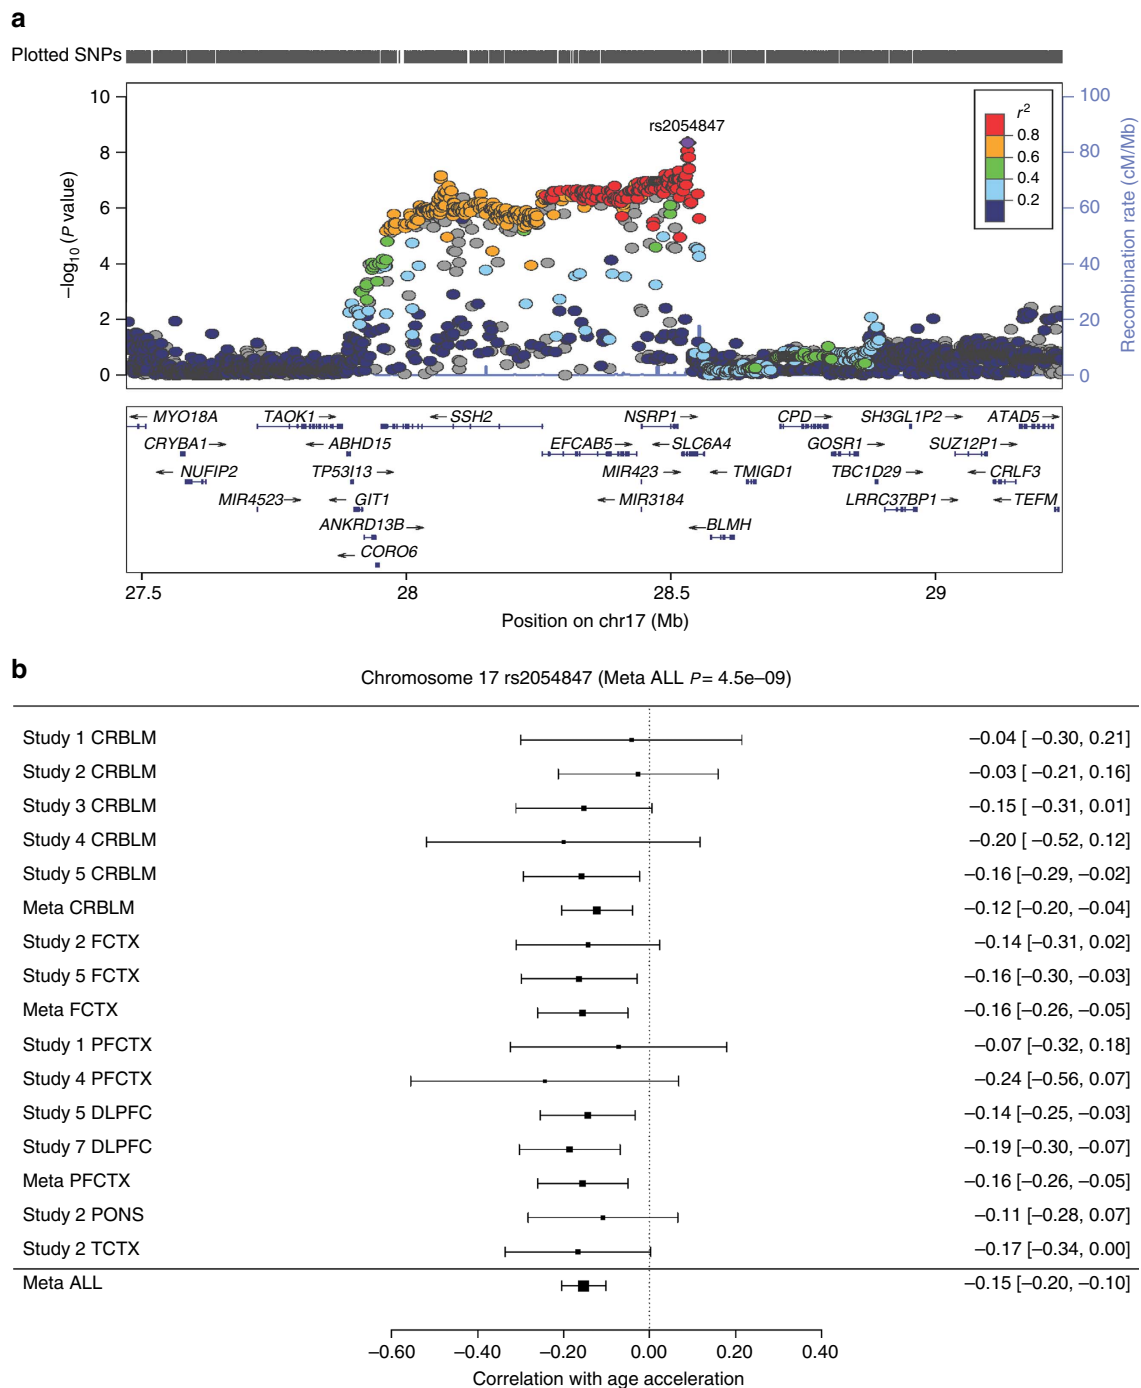 a
Plotted SNPs
–log10 (P value)
10
8
6
4
2
0
rs2054847
r2
0.8
0.6
0.4
0.2
100
80
60
40
20
0
Recombination rate (cM/Mb)
← MYO18A TAOK1 → ← SSH2 NSRP1 → CPD → SH3GL1P2 → ATAD5 →
CRYBA1 → ← ABHD15 EFCAB5 → ← SLC6A4 GOSR1 → SUZ12P1 →
← NUFIP2 TP53I13 → MIR423 → ← TMIGD1 TBC1D29 → ← CRLF3
MIR4523 → ← GIT1 ← MIR3184 LRRC37BP1 → ← TEFM
ANKRD13B → ← BLMH
← CORO6
27.5 28 28.5 29
Position on chr17 (Mb)
b
Chromosome 17 rs2054847 (Meta ALL P= 4.5e–09)
Study 1 CRBLM –0.04 [ –0.30, 0.21]
Study 2 CRBLM –0.03 [ –0.21, 0.16]
Study 3 CRBLM –0.15 [ –0.31, 0.01]
Study 4 CRBLM –0.20 [ –0.52, 0.12]
Study 5 CRBLM –0.16 [–0.29, –0.02]
Meta CRBLM –0.12 [–0.20, –0.04]
Study 2 FCTX –0.14 [–0.31, 0.02]
Study 5 FCTX –0.16 [–0.30, –0.03]
Meta FCTX –0.16 [–0.26, –0.05]
Study 1 PFCTX –0.07 [–0.32, 0.18]
Study 4 PFCTX –0.24 [–0.56, 0.07]
Study 5 DLPFC –0.14 [–0.25, –0.03]
Study 7 DLPFC –0.19 [–0.30, –0.07]
Meta PFCTX –0.16 [–0.26, –0.05]
Study 2 PONS –0.11 [–0.28, 0.07]
Study 2 TCTX –0.17 [–0.34, 0.00]
Meta ALL –0.15 [–0.20, –0.10]
–0.60 –0.40 –0.20 0.00 0.20 0.40
Correlation with age acceleration